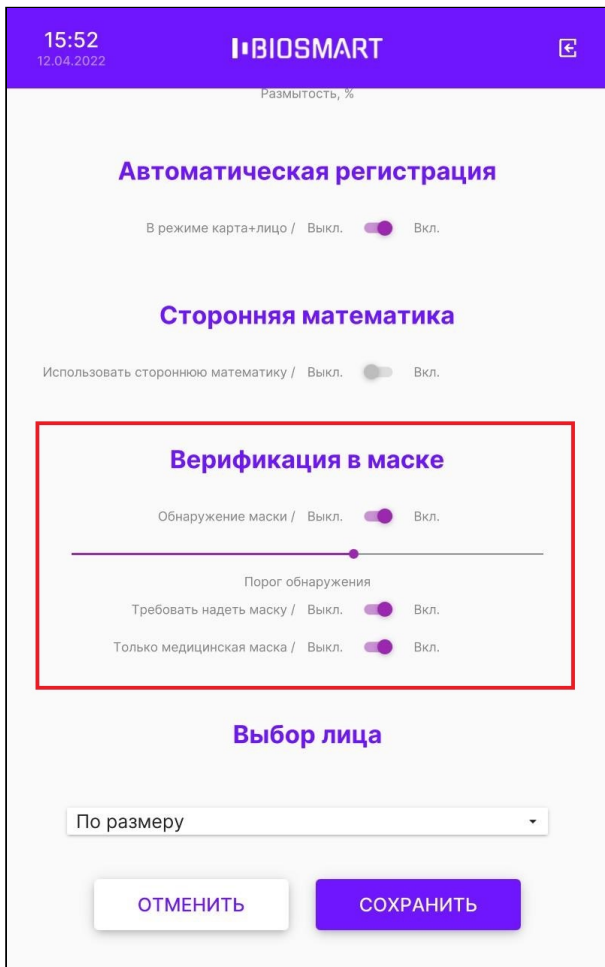 15:52
12.04.2022
BIOSMART
Размытость, %
Автоматическая регистрация
В режиме карта+лицо / Выкл. Вкл.
Сторонняя математика
Использовать стороннюю математику / Выкл. Вкл.
Верификация в маске
Обнаружение маски / Выкл. Вкл.
Порог обнаружения
Требовать надеть маску / Выкл. Вкл.
Только медицинская маска / Выкл. Вкл.
Выбор лица
По размеру
ОТМЕНИТЬ СОХРАНИТЬ